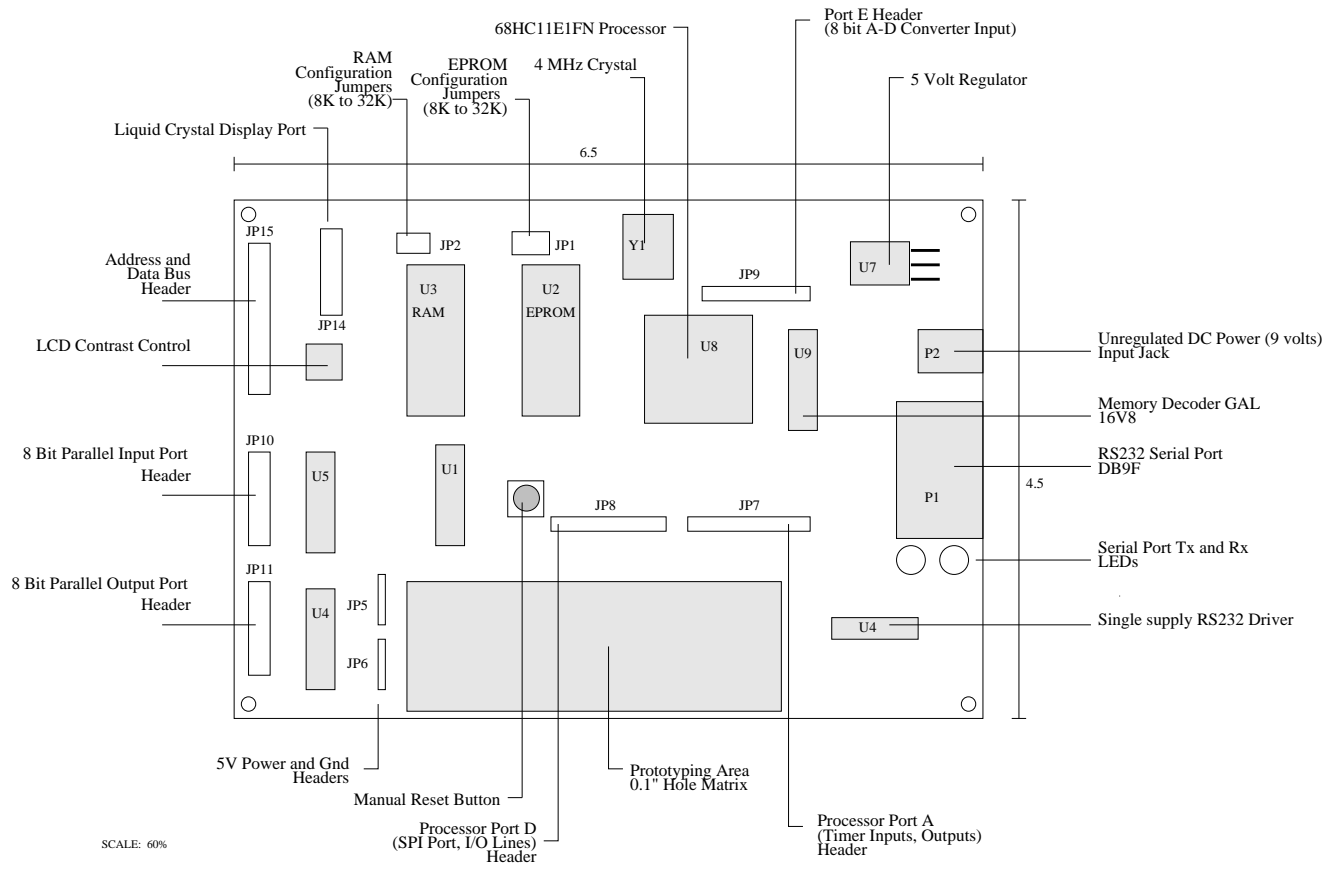 Port E Header
(8 bit A-D Converter Input)
68HC11E1FN Processor
RAM
Configuration
Jumpers
(8K to 32K)
EPROM
Configuration
Jumpers
(8K to 32K)
4 MHz Crystal
5 Volt Regulator
Liquid Crystal Display Port
6.5
JP15
JP2
JP1
Y1
U7
Address and
Data Bus
Header
U3
RAM
U2
EPROM
JP9
JP14
LCD Contrast Control
U8
U9
P2
Unregulated DC Power (9 volts)
Input Jack
Memory Decoder GAL
16V8
8 Bit Parallel Input Port
Header
JP10
U5
U1
RS232 Serial Port
DB9F
4.5
P1
JP8
JP7
Serial Port Tx and Rx
LEDs
8 Bit Parallel Output Port
Header
JP11
U4
JP5
JP6
U4
Single supply RS232 Driver
5V Power and Gnd
Headers
Prototyping Area
0.1" Hole Matrix
Manual Reset Button
Processor Port D
(SPI Port, I/O Lines)
Header
Processor Port A
(Timer Inputs, Outputs)
Header
SCALE: 60%